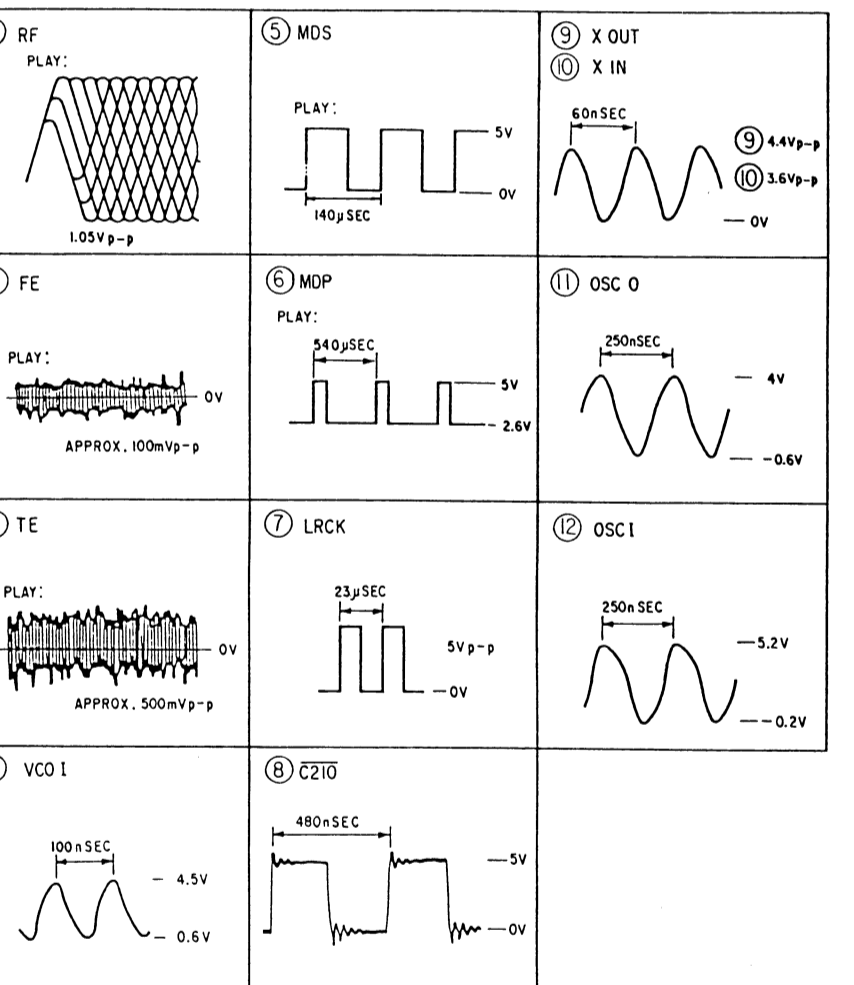 RF
PLAY:
1.05Vp-p
FE
PLAY:
0V
APPROX. 100mVp-p
TE
PLAY:
0V
APPROX. 500mVp-p
VCO I
100nSEC
4.5V
0.6V
⑤ MDS
PLAY:
5V
0V
140µSEC
⑥ MDP
PLAY:
540µSEC
5V
2.6V
⑦ LRCK
23µSEC
5Vp-p
0V
⑧ C210
480nSEC
5V
0V
⑨ X OUT
⑩ X IN
60nSEC
⑨ 4.4Vp-p
⑩ 3.6Vp-p
0V
⑪ OSC O
250nSEC
4V
-0.6V
⑫ OSC I
250nSEC
5.2V
-0.2V